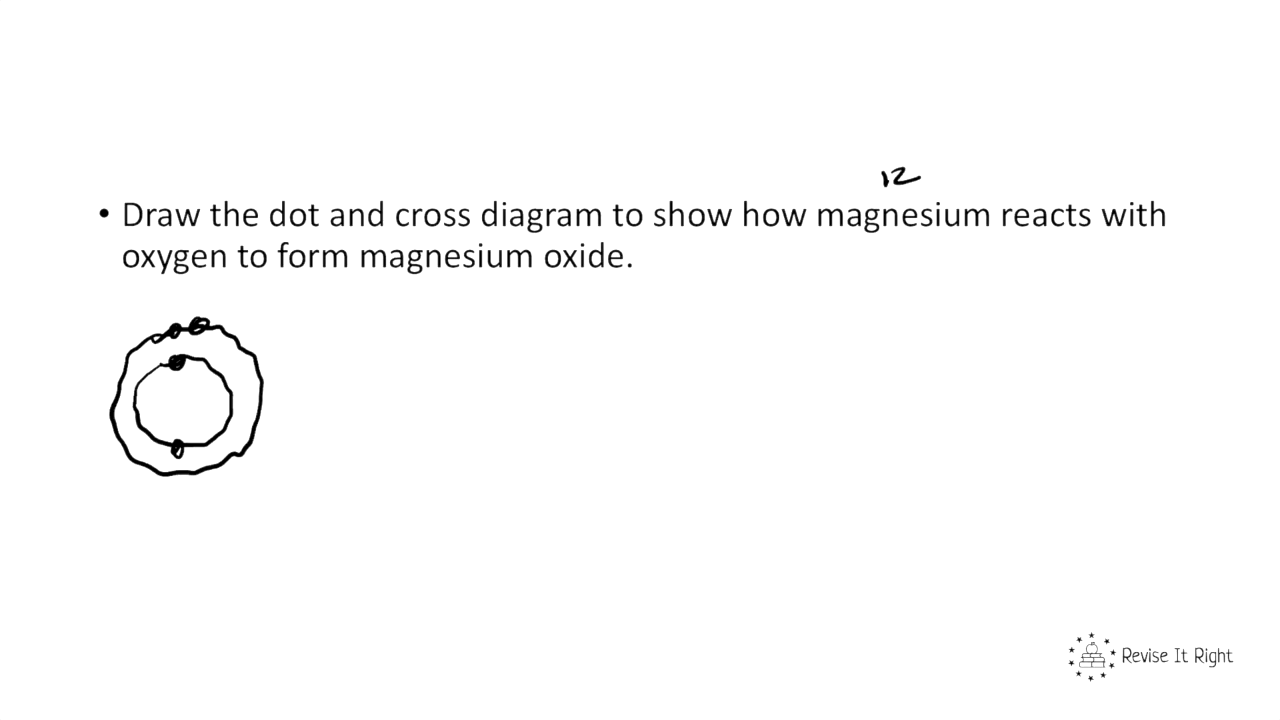 12
• Draw the dot and cross diagram to show how magnesium reacts with
oxygen to form magnesium oxide.
Revise It Right